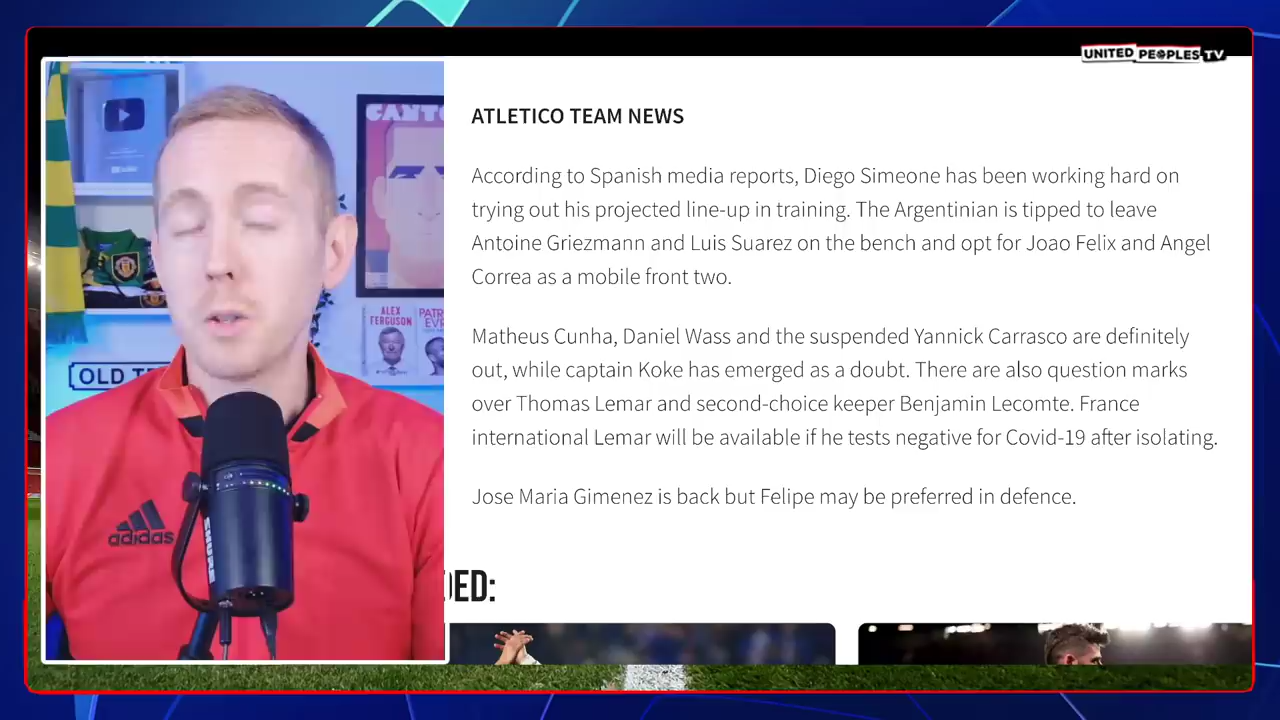 UNITED PEOPLES TV
ATLETICO TEAM NEWS
According to Spanish media reports, Diego Simeone has been working hard on
trying out his projected line-up in training. The Argentinian is tipped to leave
Antoine Griezmann and Luis Suarez on the bench and opt for Joao Felix and Angel
Correa as a mobile front two.
Matheus Cunha, Daniel Wass and the suspended Yannick Carrasco are definitely
out, while captain Koke has emerged as a doubt. There are also question marks
over Thomas Lemar and second-choice keeper Benjamin Lecomte. France
international Lemar will be available if he tests negative for Covid-19 after isolating.
Jose Maria Gimenez is back but Felipe may be preferred in defence.
DED:
CANTO
ALEX
FERGUSON
PATR
EVR
OLD TR
adidas
SHURE